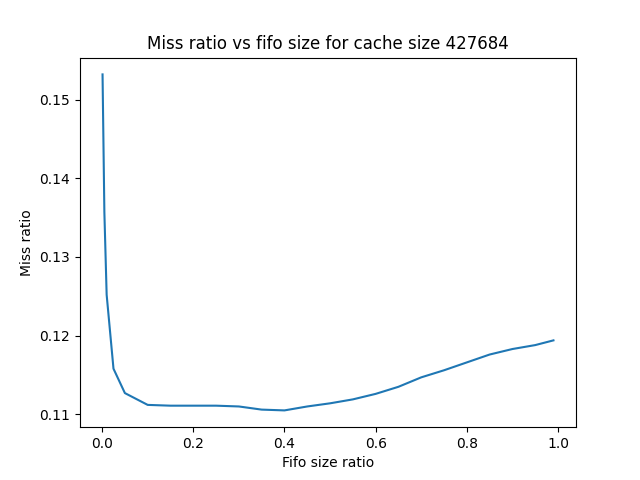 Miss ratio vs fifo size for cache size 427684
0.15
0.14
0.13
0.12
0.11
Miss ratio
0.0 0.2 0.4 0.6 0.8 1.0
Fifo size ratio